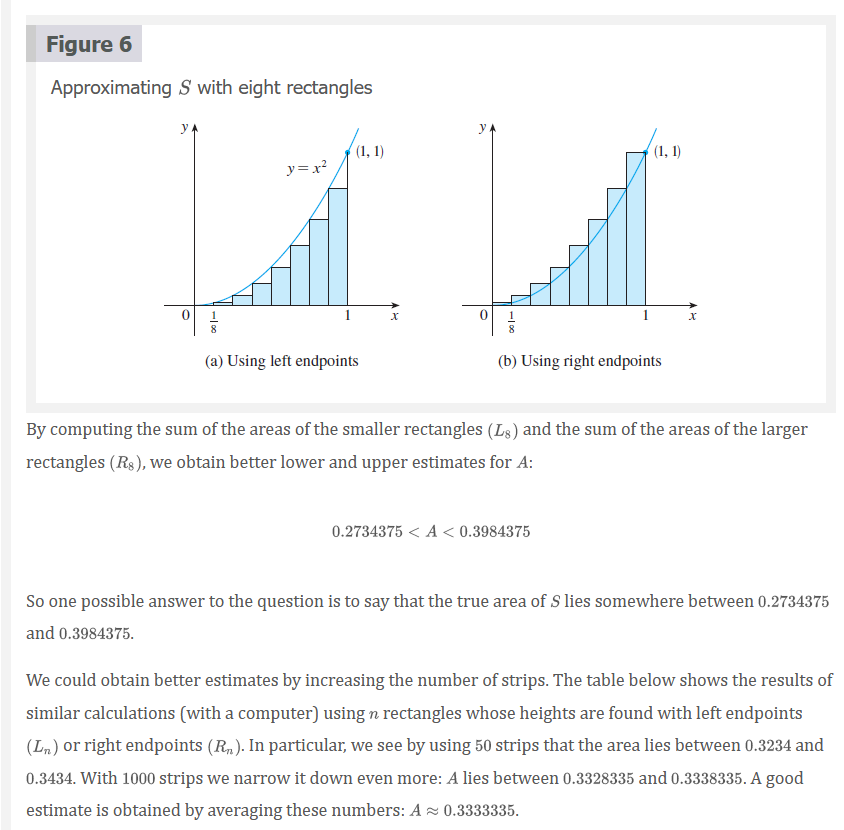 Figure 6
Approximating S with eight rectangles
y
(1, 1)
y = x²
0
1/8
1
x
(a) Using left endpoints
y
(1, 1)
0
1/8
1
x
(b) Using right endpoints
By computing the sum of the areas of the smaller rectangles (L₈) and the sum of the areas of the larger
rectangles (R₈), we obtain better lower and upper estimates for A:
0.2734375 < A < 0.3984375
So one possible answer to the question is to say that the true area of S lies somewhere between 0.2734375
and 0.3984375.
We could obtain better estimates by increasing the number of strips. The table below shows the results of
similar calculations (with a computer) using n rectangles whose heights are found with left endpoints
(Lₙ) or right endpoints (Rₙ). In particular, we see by using 50 strips that the area lies between 0.3234 and
0.3434. With 1000 strips we narrow it down even more: A lies between 0.3328335 and 0.3338335. A good
estimate is obtained by averaging these numbers: A ≈ 0.3333335.